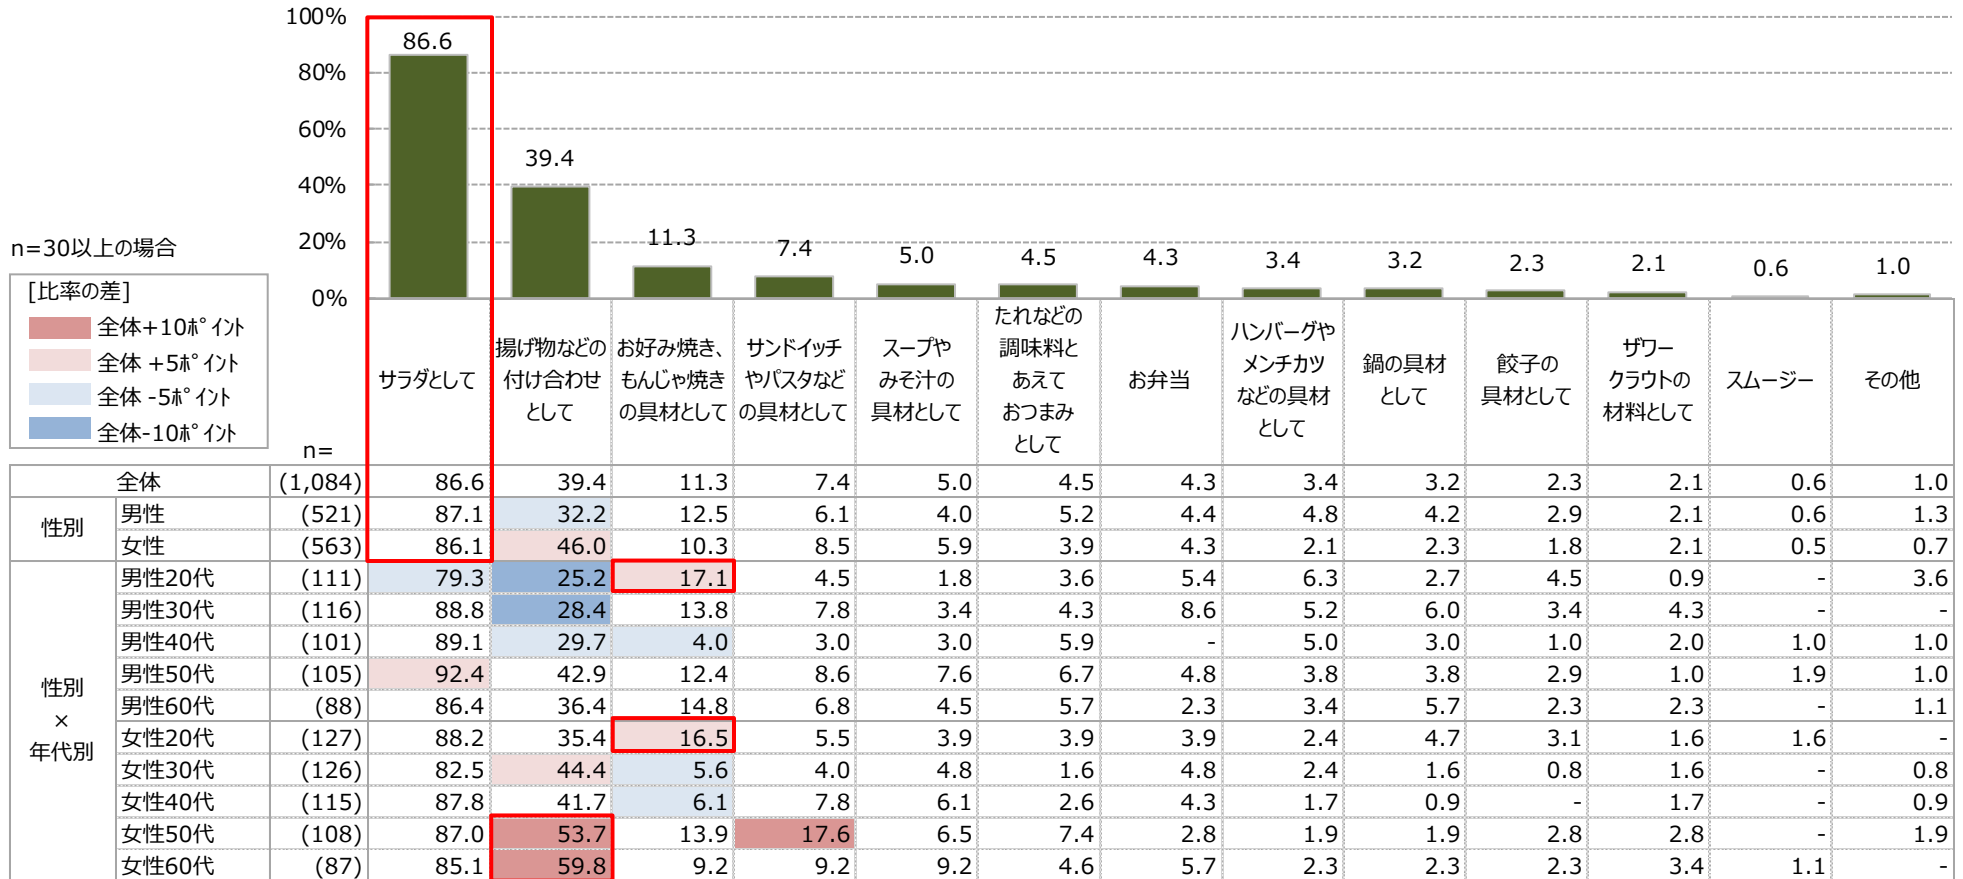 100%
80%
60%
40%
20%
0%
86.6
39.4
11.3
7.4
5.0
4.5
4.3
3.4
3.2
2.3
2.1
0.6
1.0
n=30以上の場合
[比率の差]
全体+10ポイント
全体 +5ポイント
全体 -5ポイント
全体-10ポイント
n=
サラダとして
揚げ物などの
付け合わせ
として
お好み焼き、
もんじゃ焼き
の具材として
サンドイッチ
やパスタなど
の具材として
スープや
みそ汁の
具材として
たれなどの
調味料と
あえて
おつまみ
として
お弁当
ハンバーグや
メンチカツ
などの具材
として
鍋の具材
として
餃子の
具材として
ザワー
クラウトの
材料として
スムージー
その他
全体 (1,084) 86.6 39.4 11.3 7.4 5.0 4.5 4.3 3.4 3.2 2.3 2.1 0.6 1.0
性別
男性 (521) 87.1 32.2 12.5 6.1 4.0 5.2 4.4 4.8 4.2 2.9 2.1 0.6 1.3
女性 (563) 86.1 46.0 10.3 8.5 5.9 3.9 4.3 2.1 2.3 1.8 2.1 0.5 0.7
性別
×
年代別
男性20代 (111) 79.3 25.2 17.1 4.5 1.8 3.6 5.4 6.3 2.7 4.5 0.9 - 3.6
男性30代 (116) 88.8 28.4 13.8 7.8 3.4 4.3 8.6 5.2 6.0 3.4 4.3 - -
男性40代 (101) 89.1 29.7 4.0 3.0 3.0 5.9 - 5.0 3.0 1.0 2.0 1.0 1.0
男性50代 (105) 92.4 42.9 12.4 8.6 7.6 6.7 4.8 3.8 3.8 2.9 1.0 1.9 1.0
男性60代 (88) 86.4 36.4 14.8 6.8 4.5 5.7 2.3 3.4 5.7 2.3 2.3 - 1.1
女性20代 (127) 88.2 35.4 16.5 5.5 3.9 3.9 3.9 2.4 4.7 3.1 1.6 1.6 -
女性30代 (126) 82.5 44.4 5.6 4.0 4.8 1.6 4.8 2.4 1.6 0.8 1.6 - 0.8
女性40代 (115) 87.8 41.7 6.1 7.8 6.1 2.6 4.3 1.7 0.9 - 1.7 - 0.9
女性50代 (108) 87.0 53.7 13.9 17.6 6.5 7.4 2.8 1.9 1.9 2.8 2.8 - 1.9
女性60代 (87) 85.1 59.8 9.2 9.2 9.2 4.6 5.7 2.3 2.3 2.3 3.4 1.1 -